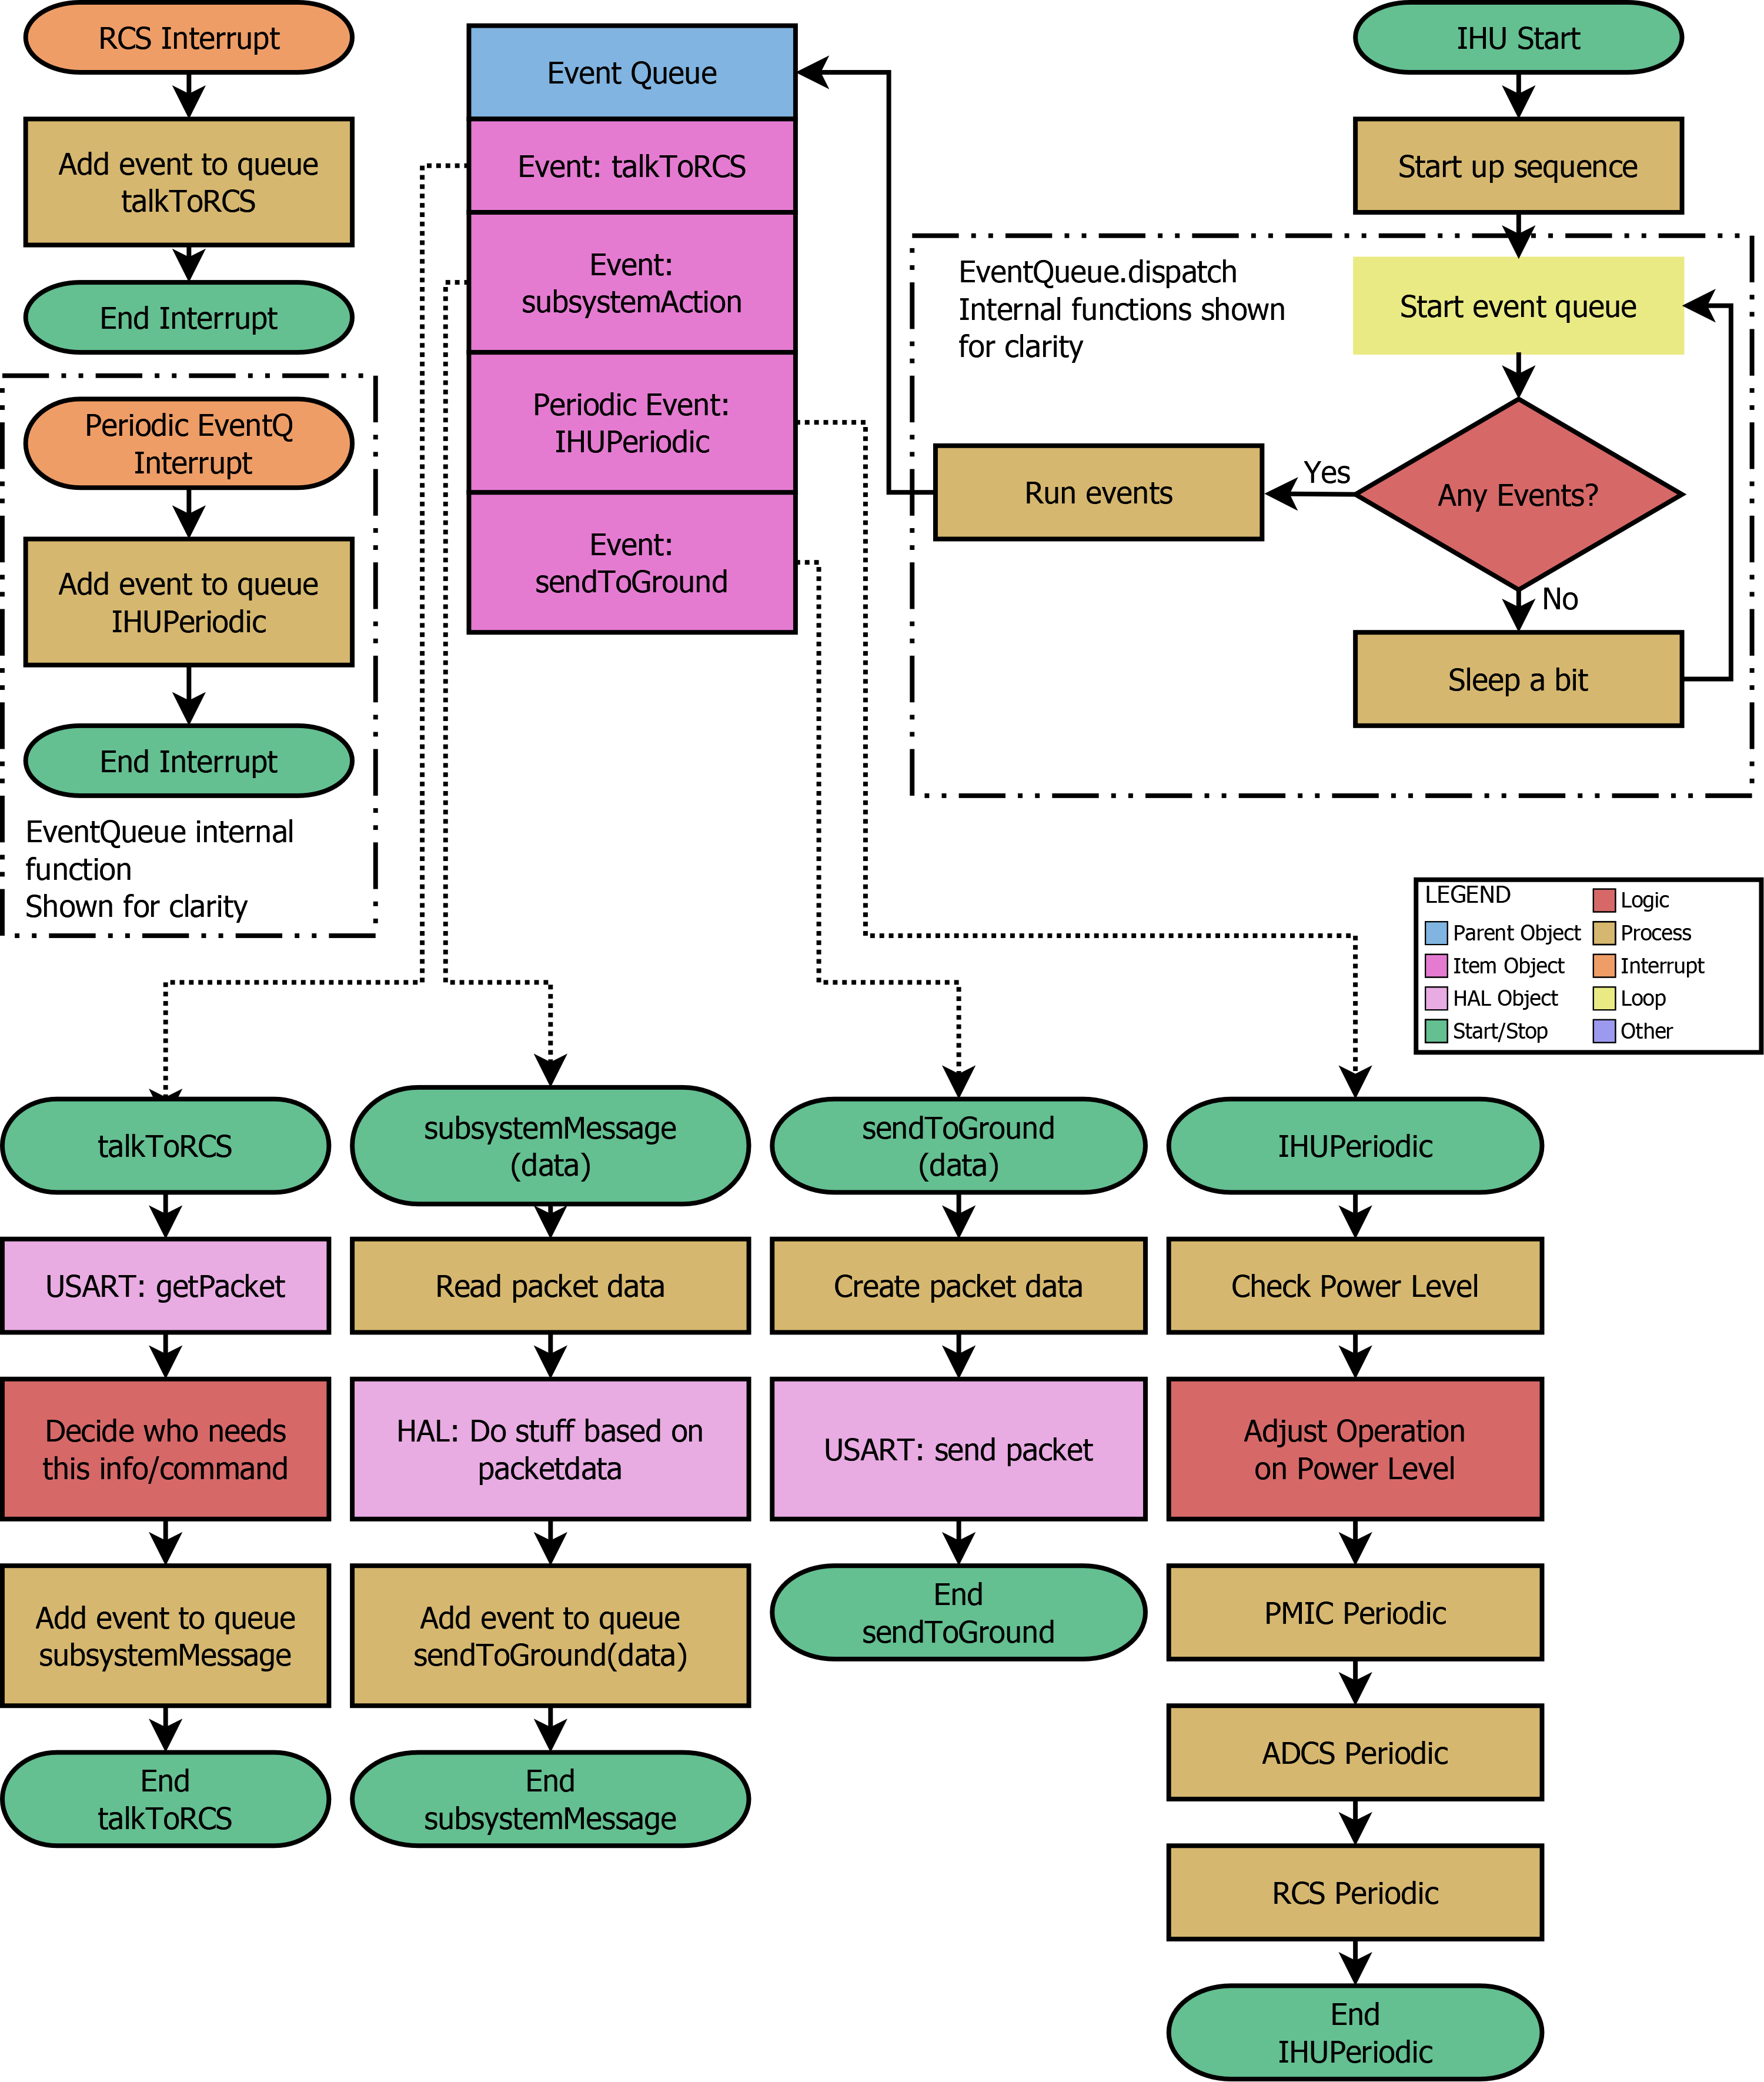 RCS Interrupt
Add event to queue
talkToRCS
End Interrupt
Periodic EventQ
Interrupt
Add event to queue
IHUPeriodic
End Interrupt
EventQueue internal
function
Shown for clarity
Event Queue
Event: talkToRCS
Event:
subsystemAction
Periodic Event:
IHUPeriodic
Event:
sendToGround
IHU Start
Start up sequence
EventQueue.dispatch
Internal functions shown
for clarity
Start event queue
Any Events?
Yes
Run events
No
Sleep a bit
LEGEND
Parent Object
Item Object
HAL Object
Start/Stop
Logic
Process
Interrupt
Loop
Other
talkToRCS
USART: getPacket
Decide who needs
this info/command
Add event to queue
subsystemMessage
End
talkToRCS
subsystemMessage
(data)
Read packet data
HAL: Do stuff based on
packetdata
Add event to queue
sendToGround(data)
End
subsystemMessage
sendToGround
(data)
Create packet data
USART: send packet
End
sendToGround
IHUPeriodic
Check Power Level
Adjust Operation
on Power Level
PMIC Periodic
ADCS Periodic
RCS Periodic
End
IHUPeriodic